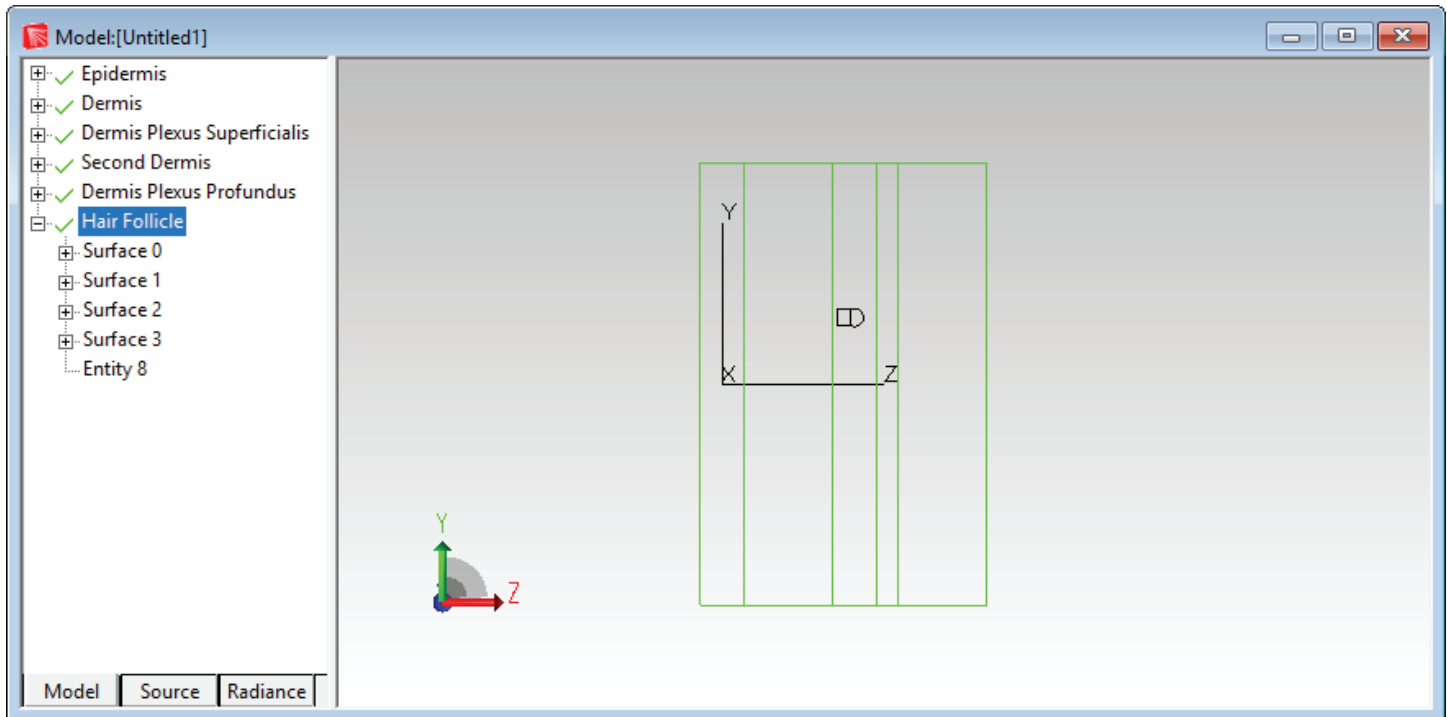 Model:[Untitled1]
Epidermis
Dermis
Dermis Plexus Superficialis
Second Dermis
Dermis Plexus Profundus
Hair Follicle
Surface 0
Surface 1
Surface 2
Surface 3
Entity 8
Y
X
Z
Y
Z
Model Source Radiance